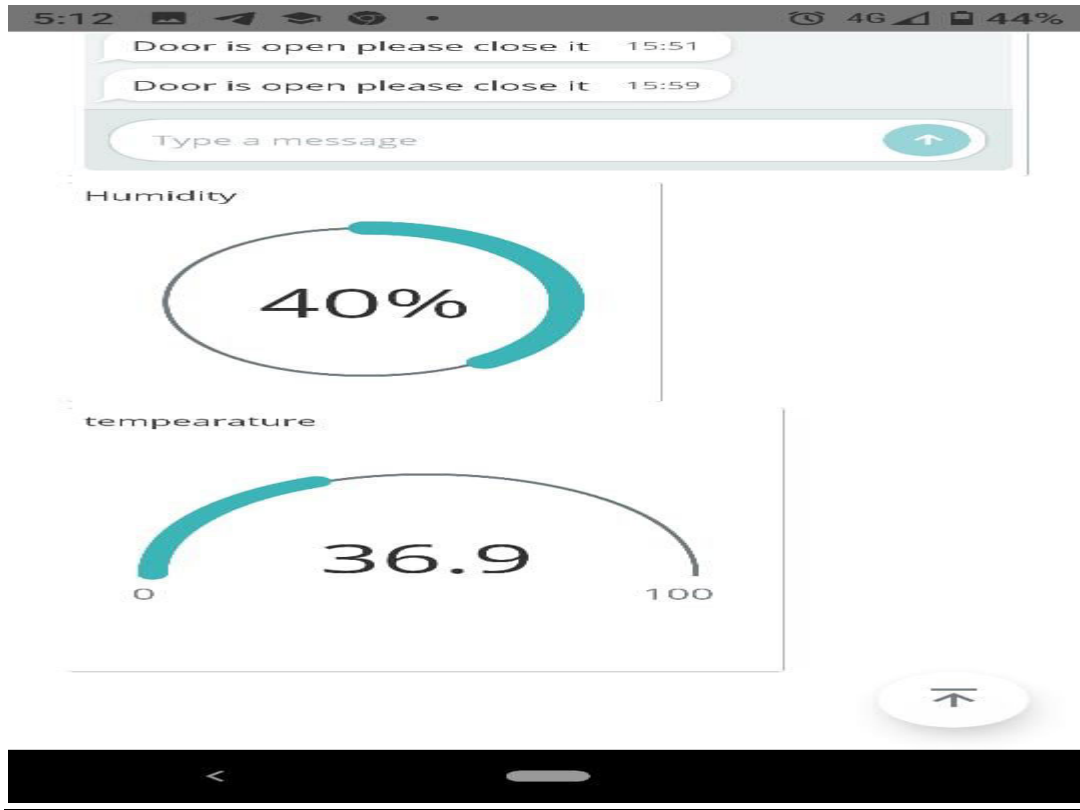 5:12 4G 44%
Door is open please close it 15:51
Door is open please close it 15:59
Type a message
Humidity
40%
tempearature
36.9
0 100